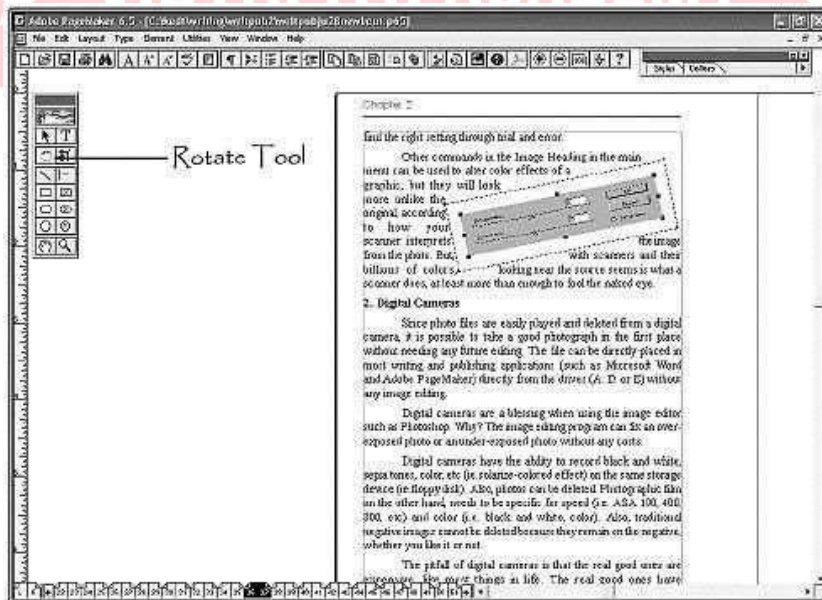 Adobe PageMaker 6.5
File Edit Layout Type Element Utilities View Window Help
Styles Colors
Rotate Tool
Chapter 2
find the right setting through trial and error.
Other commands in the Image Heading in the main
menu can be used to alter color effects of a
graphic, but they will look
more unlike the
original according
to how your
scanner interprets the image
from the photo. But, with scanners and their
billions of colors, looking near the source seems is what a
scanner does, at least more than enough to fool the naked eye.
2. Digital Cameras
Since photo files are easily played and deleted from a digital
camera, it is possible to take a good photograph in the first place
without needing any future editing. The file can be directly placed in
most writing and publishing applications (such as Microsoft Word
and Adobe PageMaker) directly from the driver (A: D: or E) without
any image editing.
Digital cameras are a blessing when using the image editor
such as Photoshop. Why? The image editing program can fix an over-
exposed photo or an under-exposed photo without any costs.
Digital cameras have the ability to record black and white,
sepia tones, color, etc (ie. solarize-colored effect) on the same storage
device (ie floppy disk). Also, photos can be deleted. Photographic film
on the other hand, needs to be specific for speed (i.e. ASA 100, 400,
800, etc) and color (i.e. black and white, color). Also, traditional
negative images cannot be deleted because they remain on the negative,
whether you like it or not.
The pitfall of digital cameras is that the real good ones are
expensive, like most things in life. The real good ones have